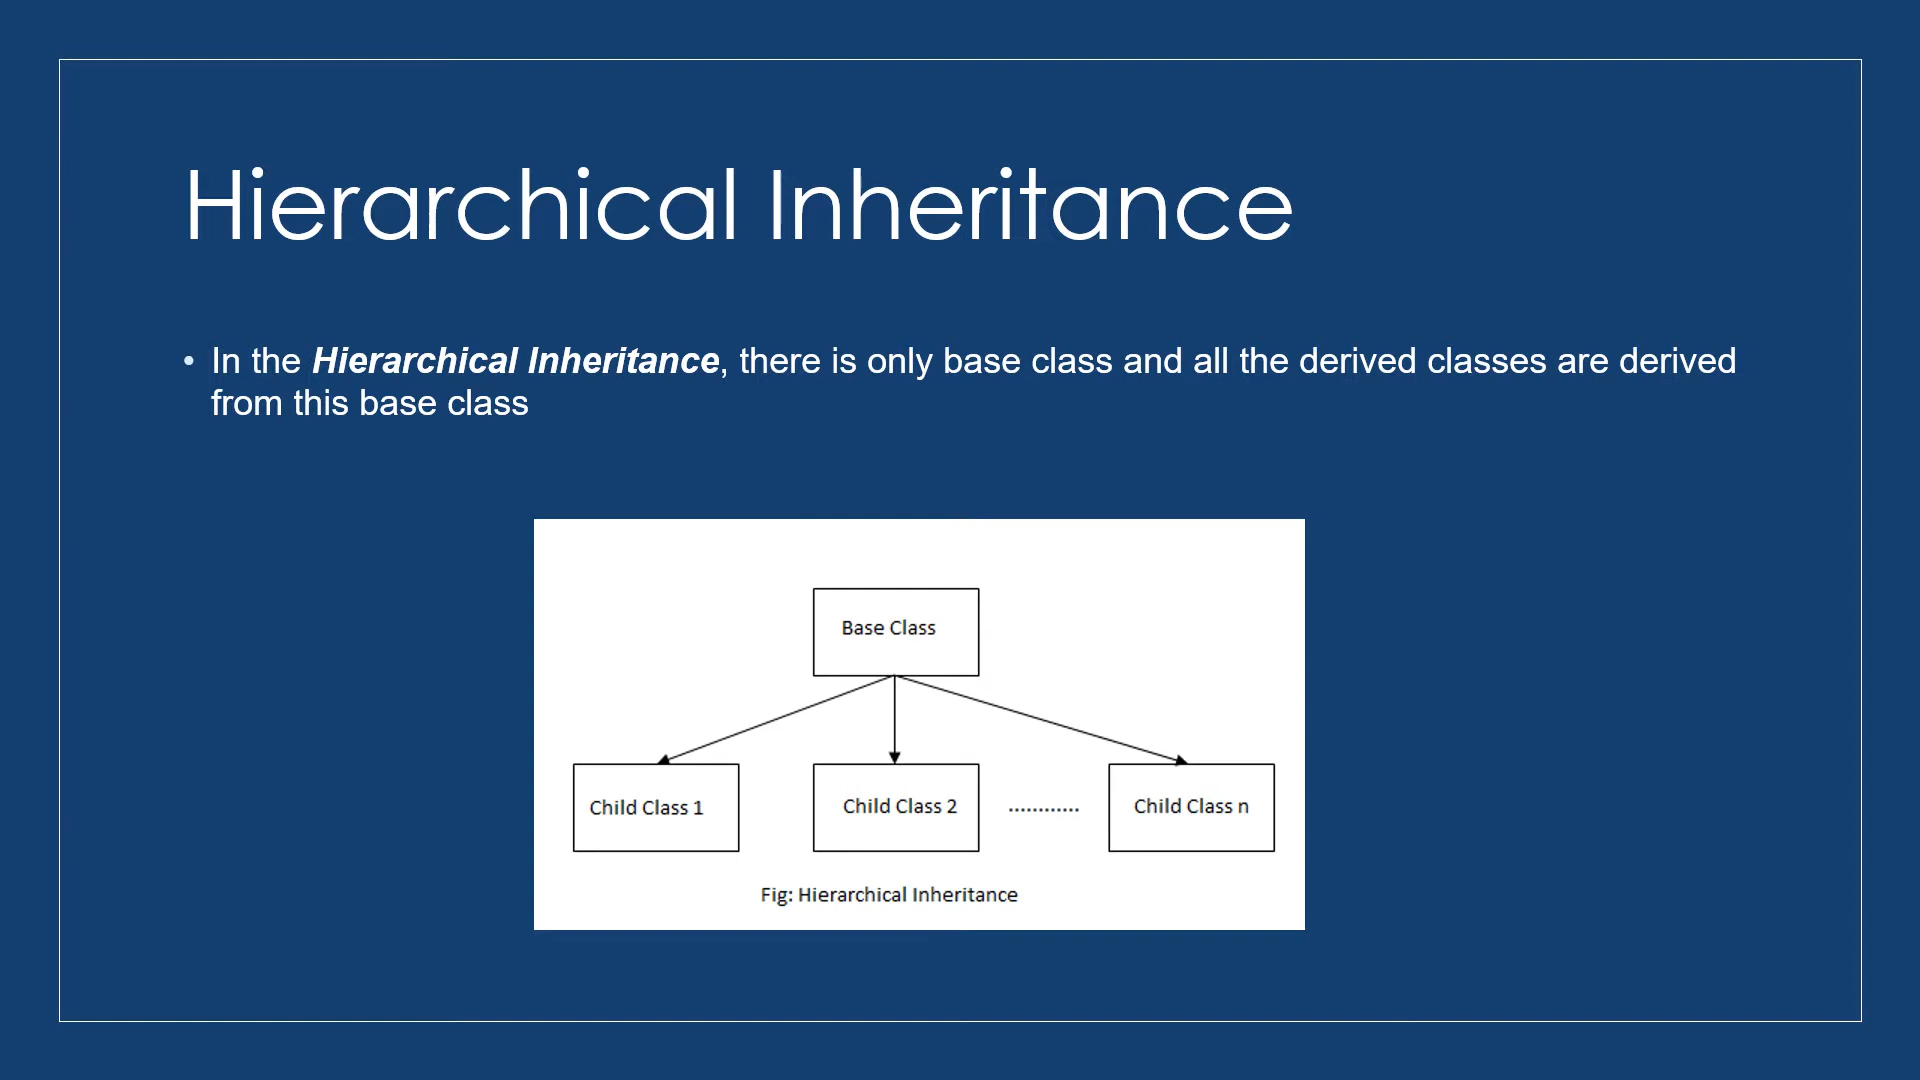 Hierarchical Inheritance
• In the Hierarchical Inheritance, there is only base class and all the derived classes are derived
from this base class
Base Class
Child Class 1
Child Class 2
............
Child Class n
Fig: Hierarchical Inheritance